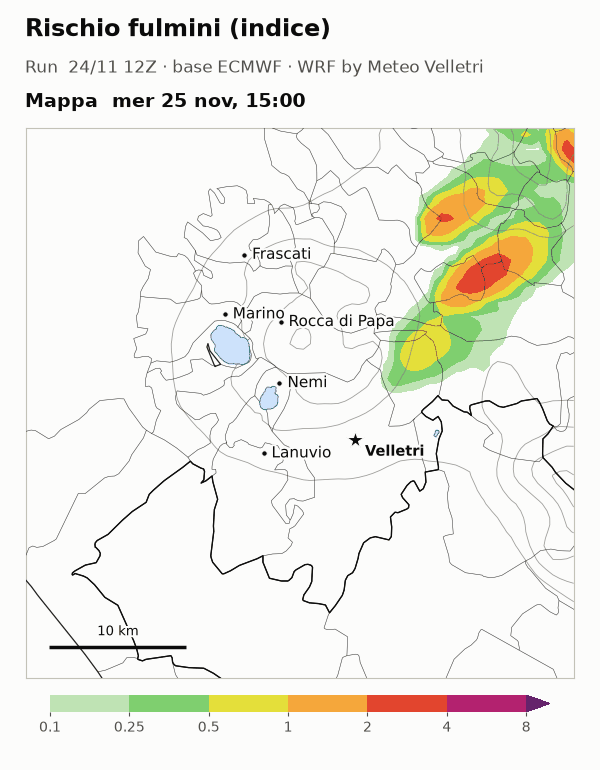 Rischio fulmini (indice)
Run  24/11 12Z · base ECMWF · WRF by Meteo Velletri
Mappa  mer 25 nov, 15:00
Frascati
Marino
Rocca di Papa
Nemi
Velletri
Lanuvio
10 km
0.1 0.25 0.5 1 2 4 8